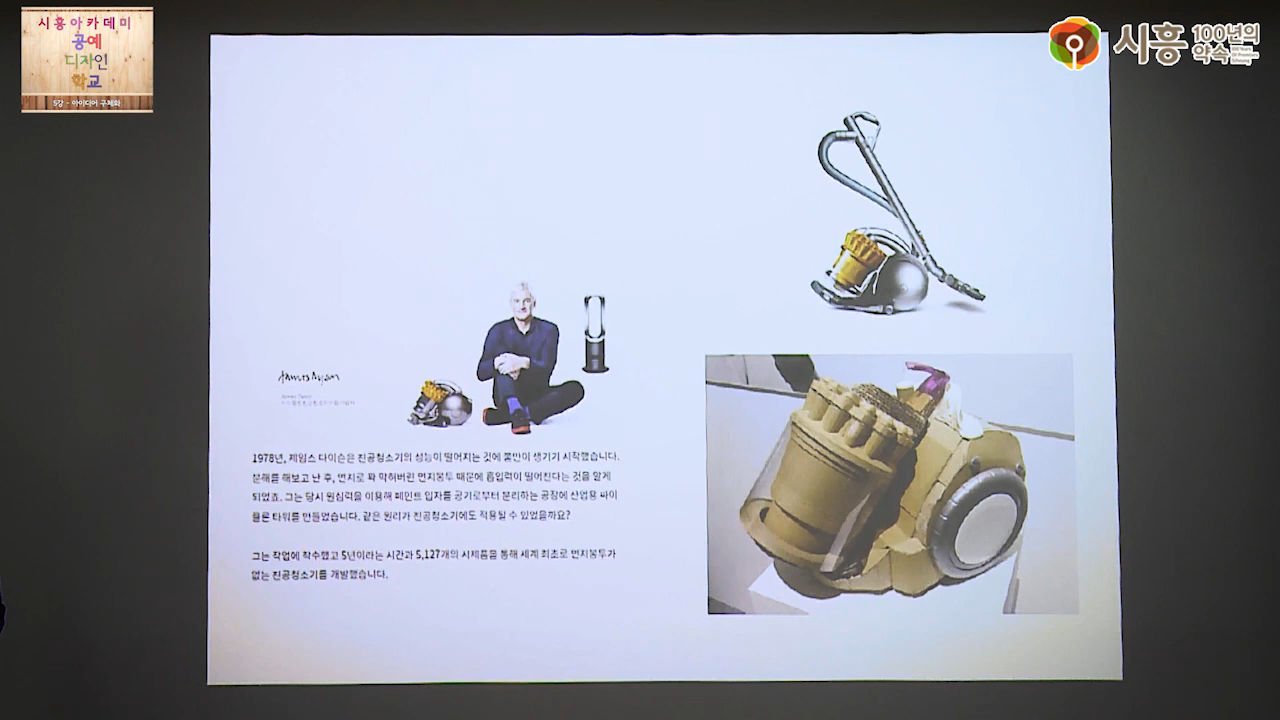 시흥아카데미
공예
디자인
학교
5강 - 아이디어 구체화
시흥 100년의
약속
James Dyson
1978년, 제임스 다이슨은 진공청소기의 성능이 떨어지는 것에 불만이 생기기 시작했습니다.
분해를 해보고 난 후, 먼지로 꽉 막혀버린 먼지봉투 때문에 흡입력이 떨어진다는 것을 알게
되었죠. 그는 당시 원심력을 이용해 페인트 입자를 공기로부터 분리하는 공장에 산업용 싸이
클론 타워를 만들었습니다. 같은 원리가 진공청소기에도 적용될 수 있었을까요?
그는 작업에 착수했고 5년이라는 시간과 5,127개의 시제품을 통해 세계 최초로 먼지봉투가
없는 진공청소기를 개발했습니다.